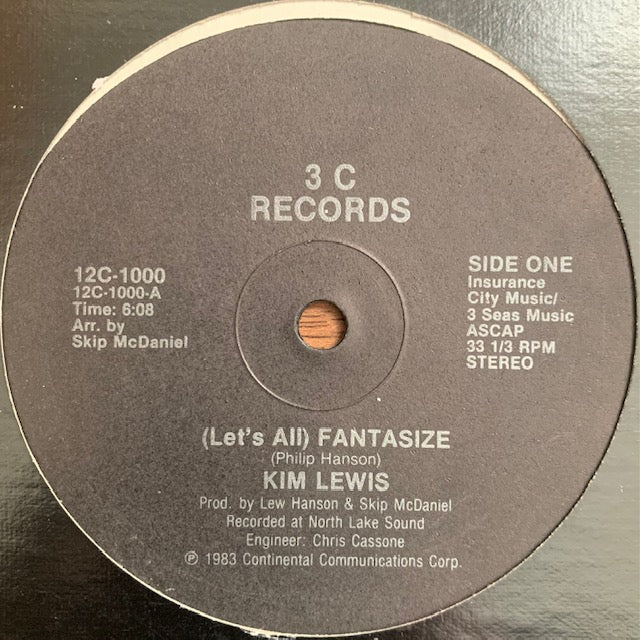 3 C
RECORDS
12C-1000
12C-1000-A
Time: 6:08
Arr. by
Skip McDaniel
SIDE ONE
Insurance
City Music/
3 Seas Music
ASCAP
33 1/3 RPM
STEREO
(Let's All) FANTASIZE
(Philip Hanson)
KIM LEWIS
Prod. by Lew Hanson & Skip McDaniel
Recorded at North Lake Sound
Engineer: Chris Cassone
℗ 1983 Continental Communications Corp.